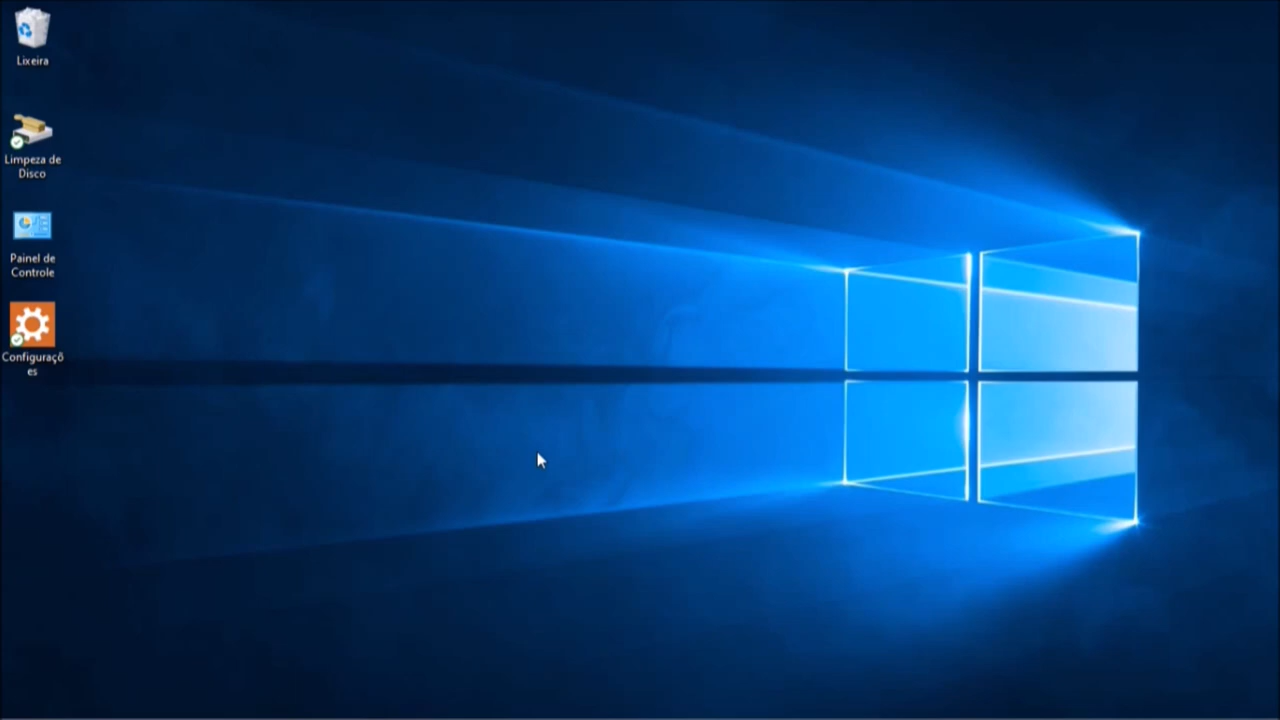 Lixeira
Limpeza de
Disco
Painel de
Controle
Configuraçõ
es